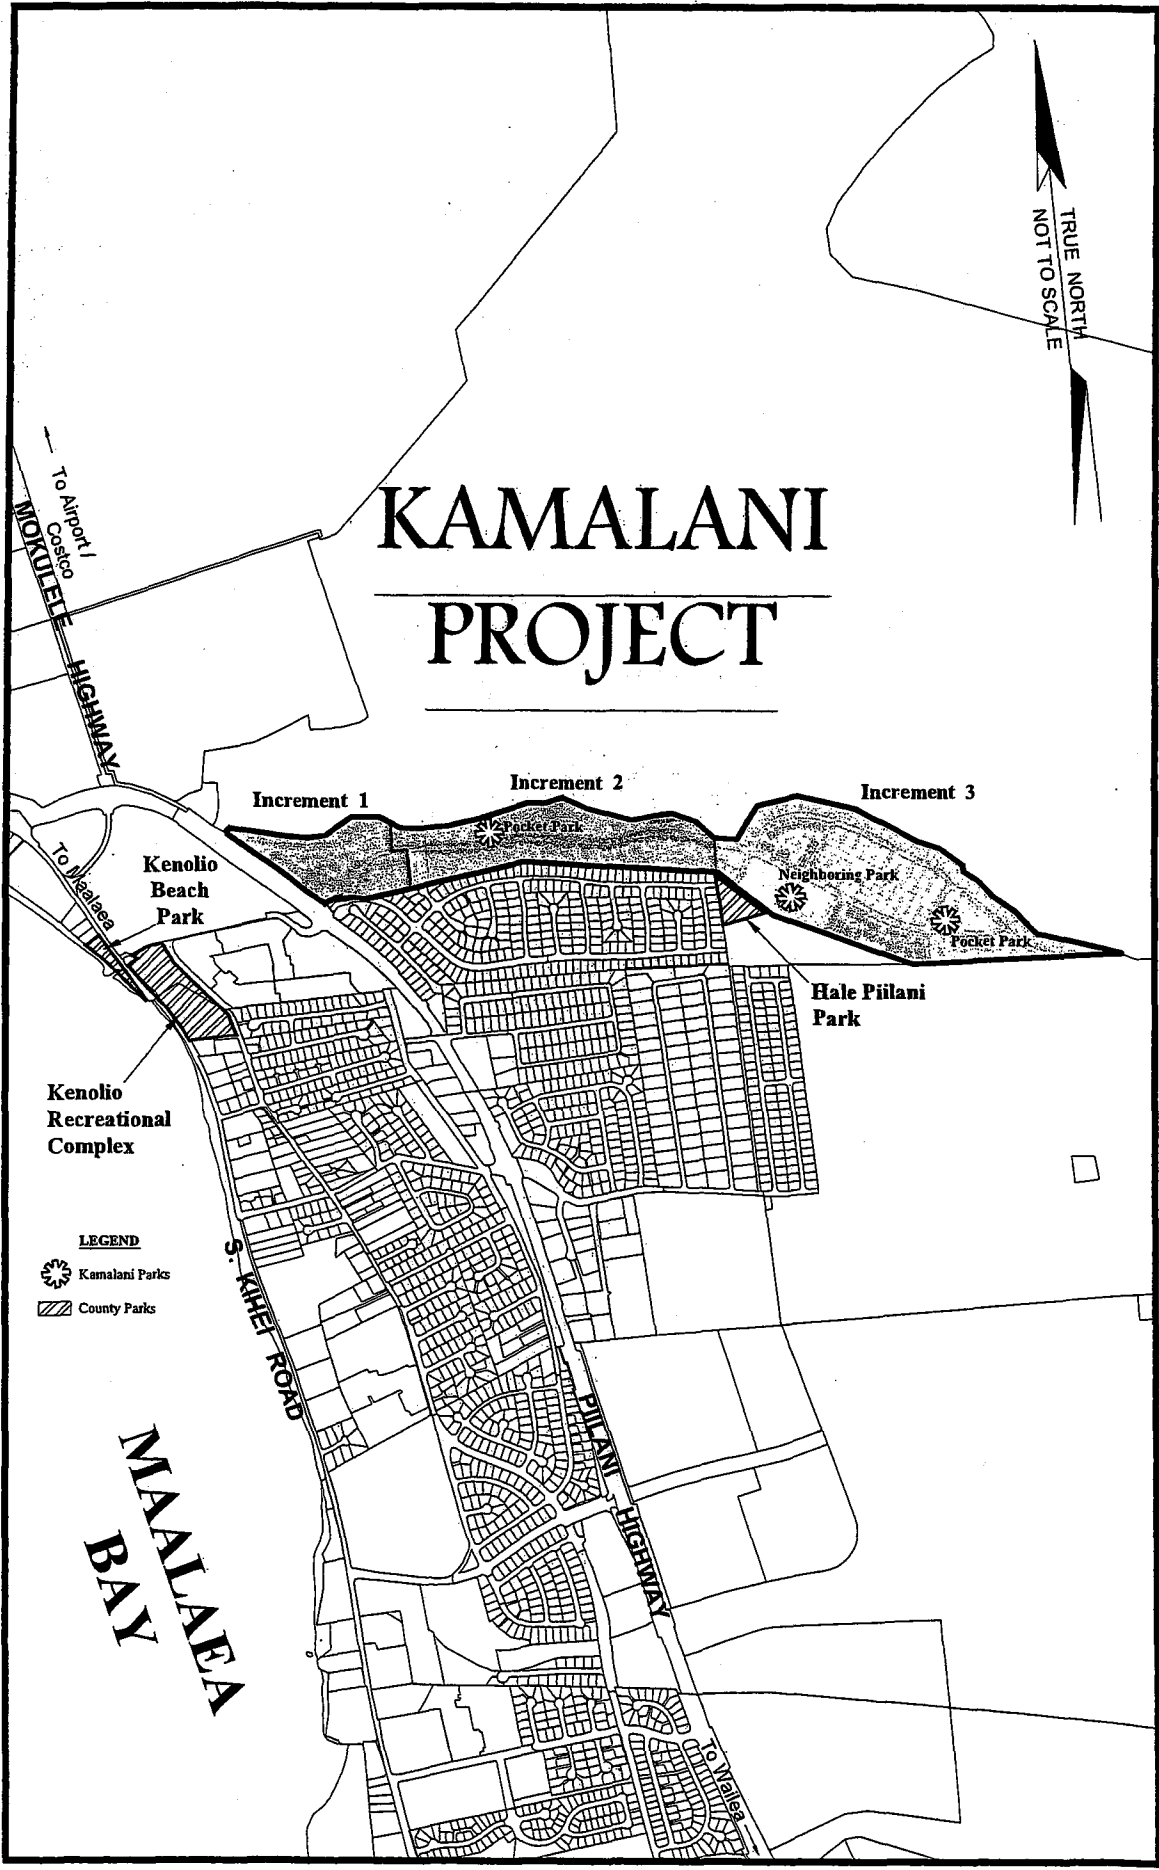 TRUE NORTH
NOT TO SCALE
To Airport /
Costco
MOKULELE HIGHWAY
KAMALANI
PROJECT
Increment 1
Increment 2
Increment 3
Pocket Park
Neighboring Park
Pocket Park
To Maalaea
Kenolio
Beach
Park
Hale Piilani
Park
Kenolio
Recreational
Complex
LEGEND
Kamalani Parks
County Parks
S. KIHEI ROAD
PIILANI HIGHWAY
MAALAEA
BAY
To Wailea